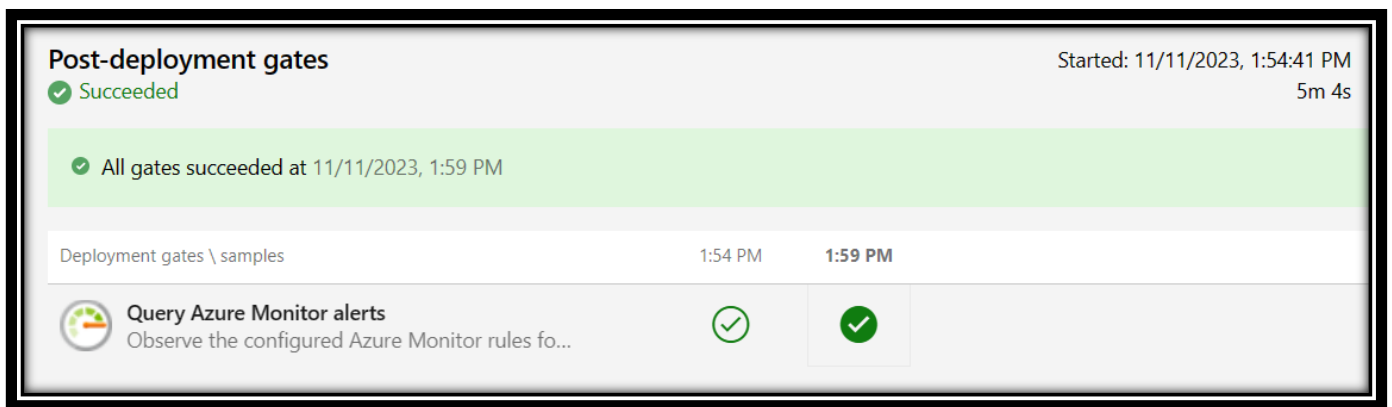 Post-deployment gates
Started: 11/11/2023, 1:54:41 PM
Succeeded
5m 4s
All gates succeeded at 11/11/2023, 1:59 PM
Deployment gates \ samples
1:54 PM
1:59 PM
Query Azure Monitor alerts
Observe the configured Azure Monitor rules fo...